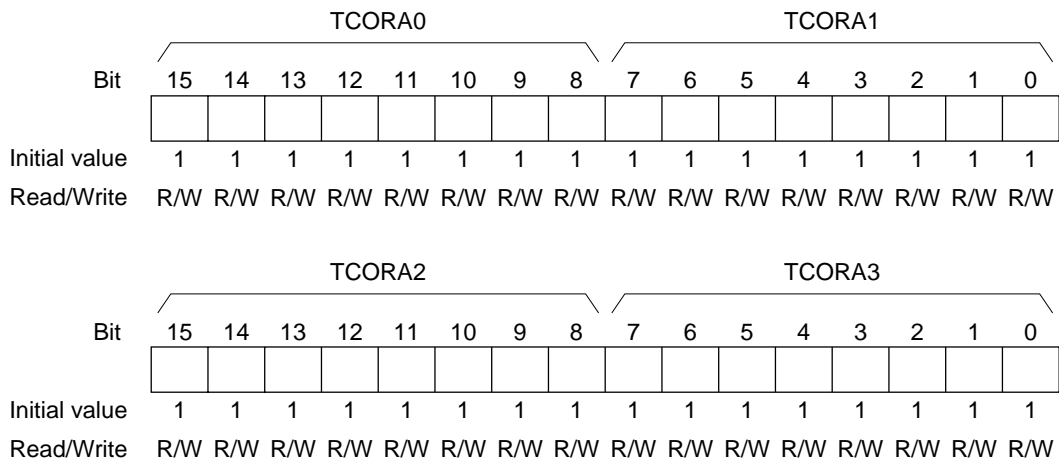 TCORA0 TCORA1
Bit 15 14 13 12 11 10 9 8 7 6 5 4 3 2 1 0
Initial value 1 1 1 1 1 1 1 1 1 1 1 1 1 1 1 1
Read/Write R/W R/W R/W R/W R/W R/W R/W R/W R/W R/W R/W R/W R/W R/W R/W R/W
TCORA2 TCORA3
Bit 15 14 13 12 11 10 9 8 7 6 5 4 3 2 1 0
Initial value 1 1 1 1 1 1 1 1 1 1 1 1 1 1 1 1
Read/Write R/W R/W R/W R/W R/W R/W R/W R/W R/W R/W R/W R/W R/W R/W R/W R/W